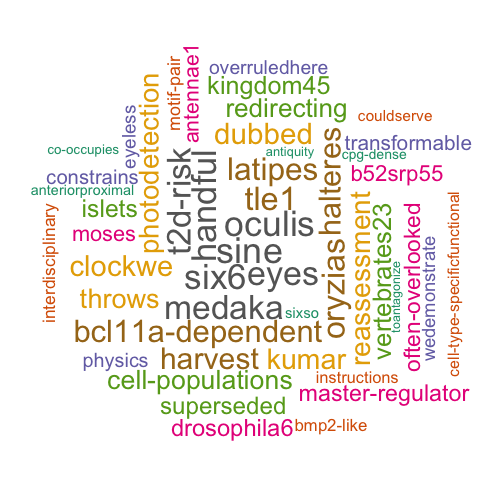 overruledhere
kingdom45
redirecting
couldserve
motif-pair
antennae1
photodetection
eyeless
dubbed
transformable
co-occupies
antiquity
cpg-dense
constrains
t2d-risk
handful
latipes
halteres
b52srp55
anteriorproximal
islets
tle1
oculis
moses
sine
oryzias
reassessment
vertebrates23
toantagonize
often-overlooked
wedemonstrate
cell-type-specificfunctional
interdisciplinary
clockwe
six6
eyes
throws
medaka
sixso
bcl11a-dependent
physics
harvest
kumar
cell-populations
instructions
master-regulator
superseded
drosophila6
bmp2-like